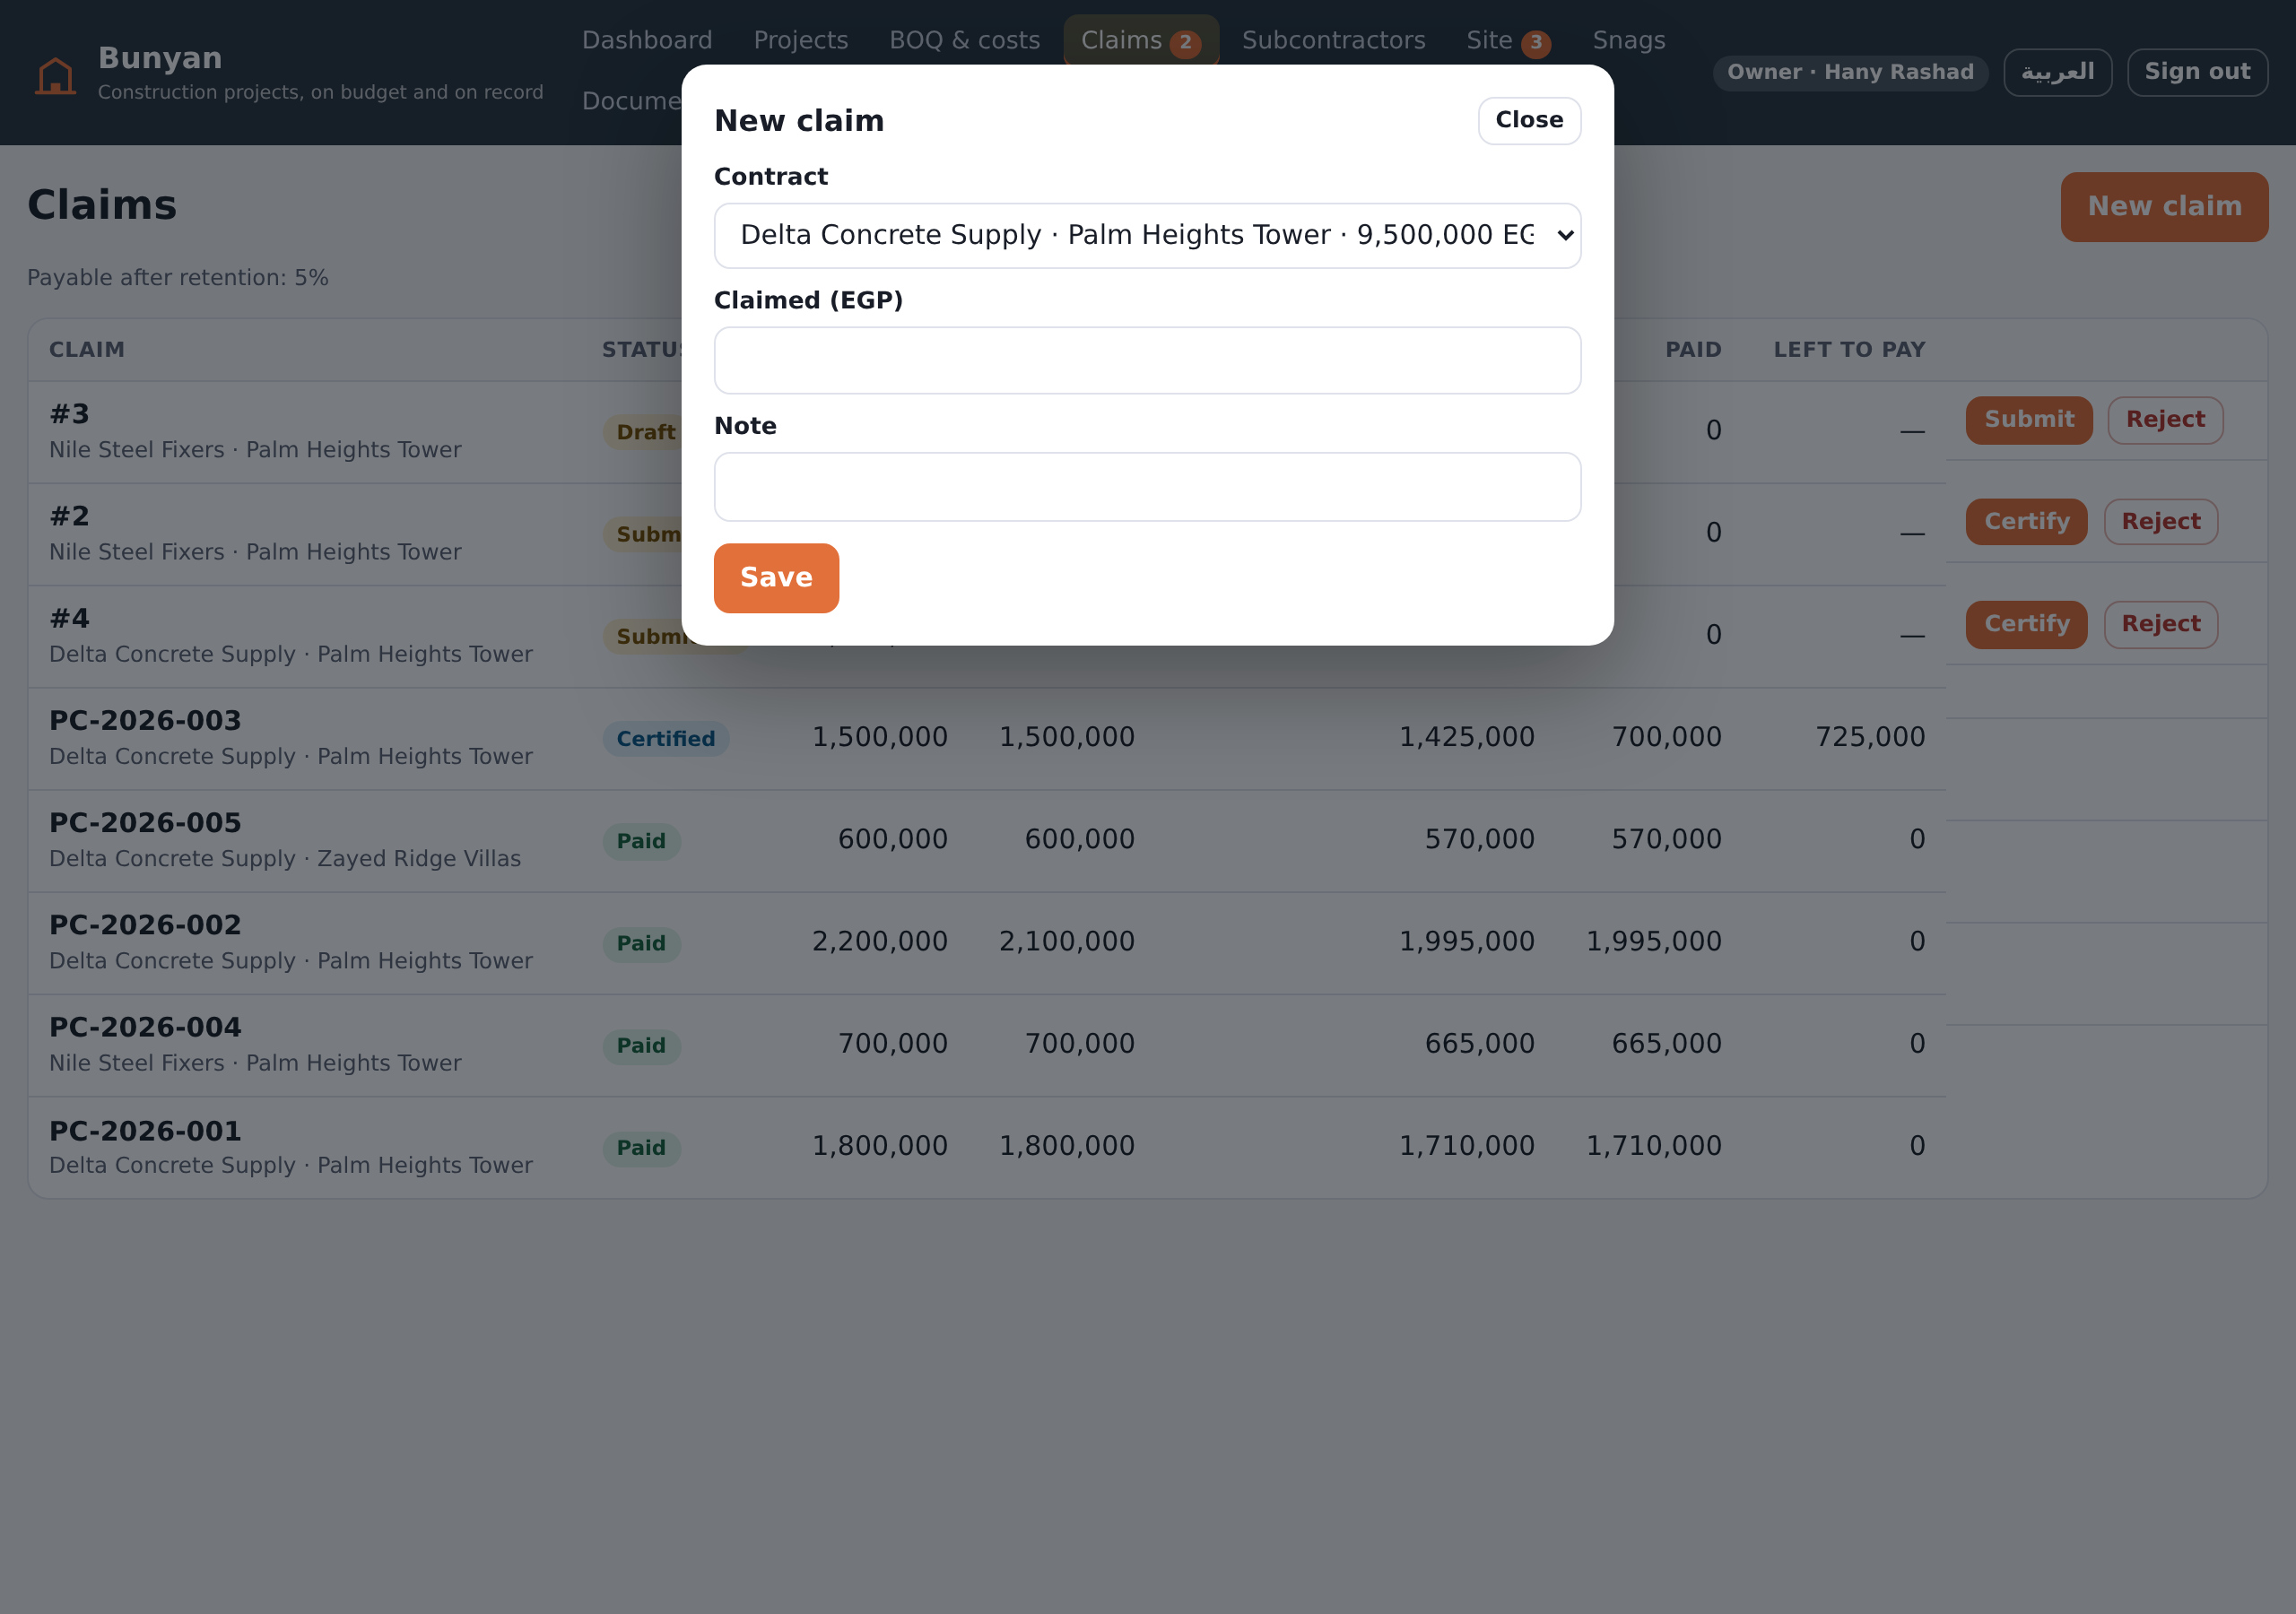 Bunyan
Construction projects, on budget and on record
Dashboard Projects BOQ & costs Claims 2 Subcontractors Site 3 Snags
Docume
Owner · Hany Rashad العربية Sign out
New claim Close
Contract
Delta Concrete Supply · Palm Heights Tower · 9,500,000 EG
Claimed (EGP)
Note
Save
Claims New claim
Payable after retention: 5%
CLAIM STATUS PAID LEFT TO PAY
#3 Draft 0 — Submit Reject
Nile Steel Fixers · Palm Heights Tower
#2 Subm 0 — Certify Reject
Nile Steel Fixers · Palm Heights Tower
#4 Subm 0 — Certify Reject
Delta Concrete Supply · Palm Heights Tower
PC-2026-003 Certified 1,500,000 1,500,000 1,425,000 700,000 725,000
Delta Concrete Supply · Palm Heights Tower
PC-2026-005 Paid 600,000 600,000 570,000 570,000 0
Delta Concrete Supply · Zayed Ridge Villas
PC-2026-002 Paid 2,200,000 2,100,000 1,995,000 1,995,000 0
Delta Concrete Supply · Palm Heights Tower
PC-2026-004 Paid 700,000 700,000 665,000 665,000 0
Nile Steel Fixers · Palm Heights Tower
PC-2026-001 Paid 1,800,000 1,800,000 1,710,000 1,710,000 0
Delta Concrete Supply · Palm Heights Tower